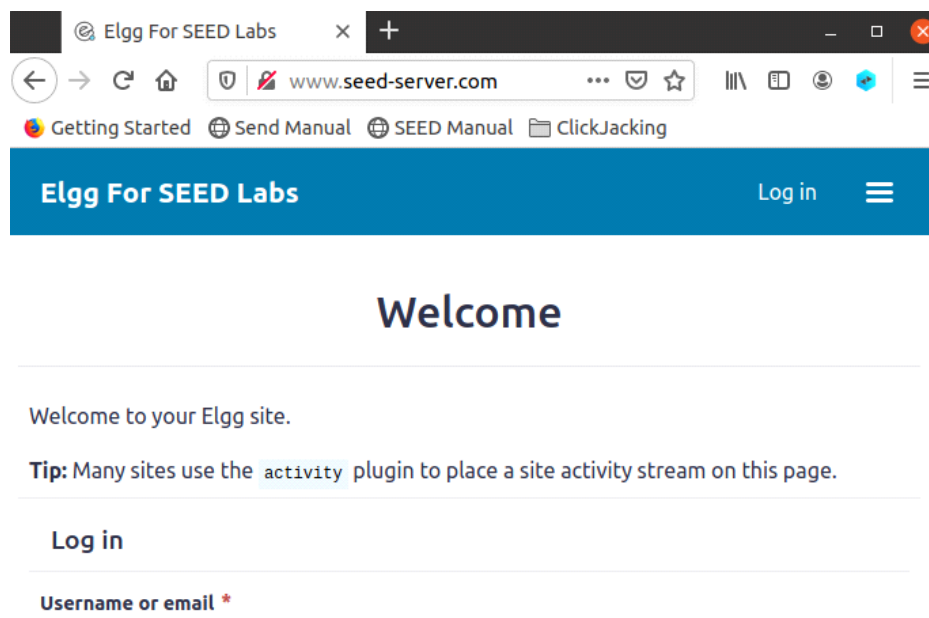 Elgg For SEED Labs
www.seed-server.com
Getting Started Send Manual SEED Manual ClickJacking
Elgg For SEED Labs Log in
Welcome
Welcome to your Elgg site.
Tip: Many sites use the activity plugin to place a site activity stream on this page.
Log in
Username or email *